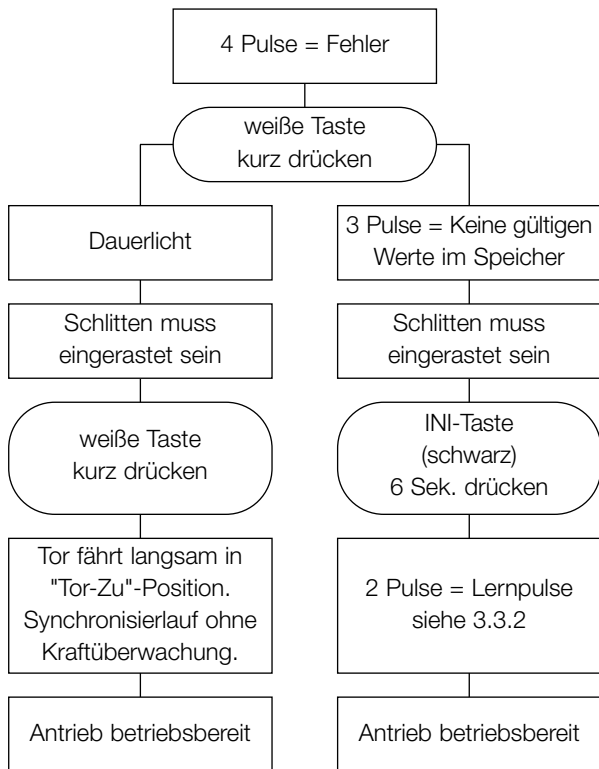 4 Pulse = Fehler
weiße Taste
kurz drücken
Dauerlicht
Schlitten muss
eingerastet sein
weiße Taste
kurz drücken
Tor fährt langsam in
"Tor-Zu"-Position.
Synchronisierlauf ohne
Kraftüberwachung.
Antrieb betriebsbereit
3 Pulse = Keine gültigen
Werte im Speicher
Schlitten muss
eingerastet sein
INI-Taste
(schwarz)
6 Sek. drücken
2 Pulse = Lernpulse
siehe 3.3.2
Antrieb betriebsbereit